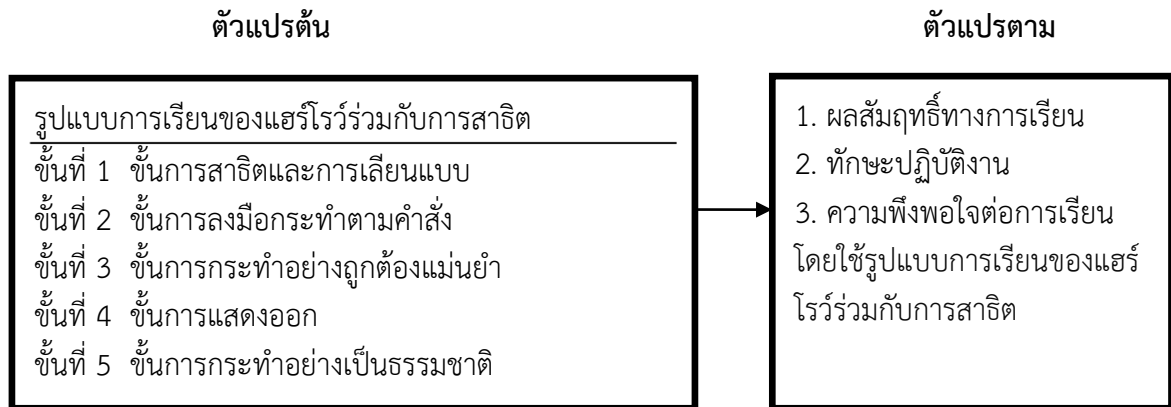 ตัวแปรต้น
รูปแบบการเรียนของแฮร์โรว์ร่วมกับการสาธิต
ขั้นที่ 1 ขั้นการสาธิตและการเลียนแบบ
ขั้นที่ 2 ขั้นการลงมือกระทำตามคำสั่ง
ขั้นที่ 3 ขั้นการกระทำอย่างถูกต้องแม่นยำ
ขั้นที่ 4 ขั้นการแสดงออก
ขั้นที่ 5 ขั้นการกระทำอย่างเป็นธรรมชาติ
ตัวแปรตาม
1. ผลสัมฤทธิ์ทางการเรียน
2. ทักษะปฏิบัติงาน
3. ความพึงพอใจต่อการเรียน
โดยใช้รูปแบบการเรียนของแฮร์
โรว์ร่วมกับการสาธิต